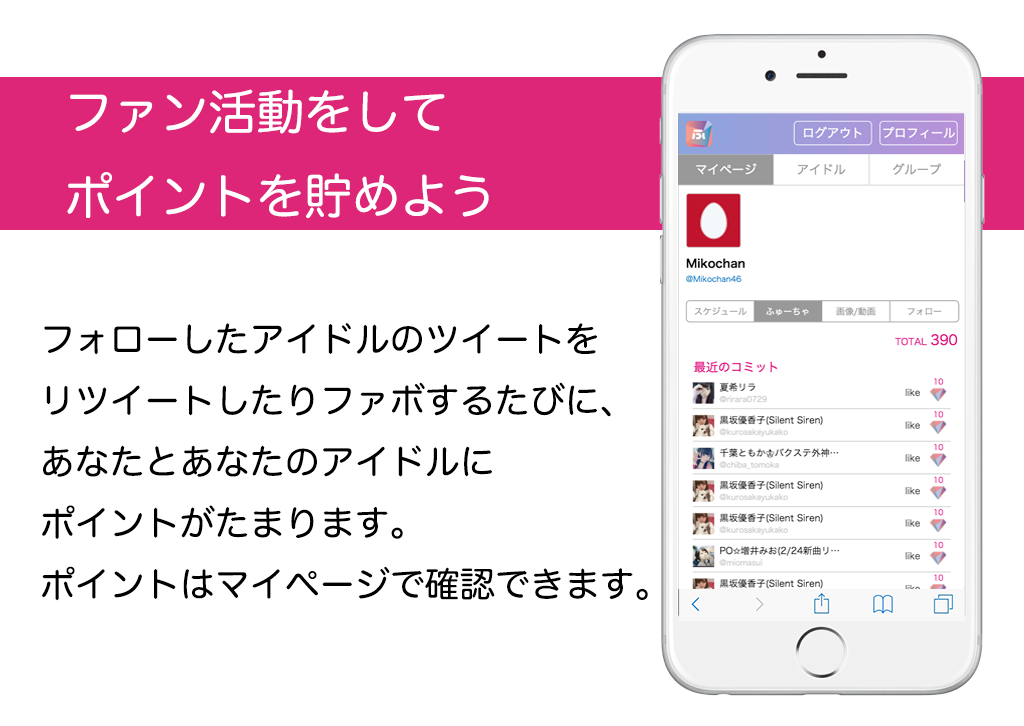 ファン活動をして
ポイントを貯めよう
フォローしたアイドルのツイートを
リツイートしたりファボするたびに、
あなたとあなたのアイドルに
ポイントがたまります。
ポイントはマイページで確認できます。
ログアウト プロフィール
マイページ アイドル グループ
Mikochan
@Mikochan46
スケジュール ふゅーちゃ 画像/動画 フォロー
TOTAL 390
最近のコミット
夏希リラ
@rirara0729
like 10
黒坂優香子(Silent Siren)
@kurosakayukako
like 10
千葉ともか♔バクステ外神…
@chiba_tomoka
like 10
黒坂優香子(Silent Siren)
@kurosakayukako
like 10
黒坂優香子(Silent Siren)
@kurosakayukako
like 10
PO☆増井みお(2/24新曲リ…
@miomasui
like 10
黒坂優香子(Silent Siren)
like 10